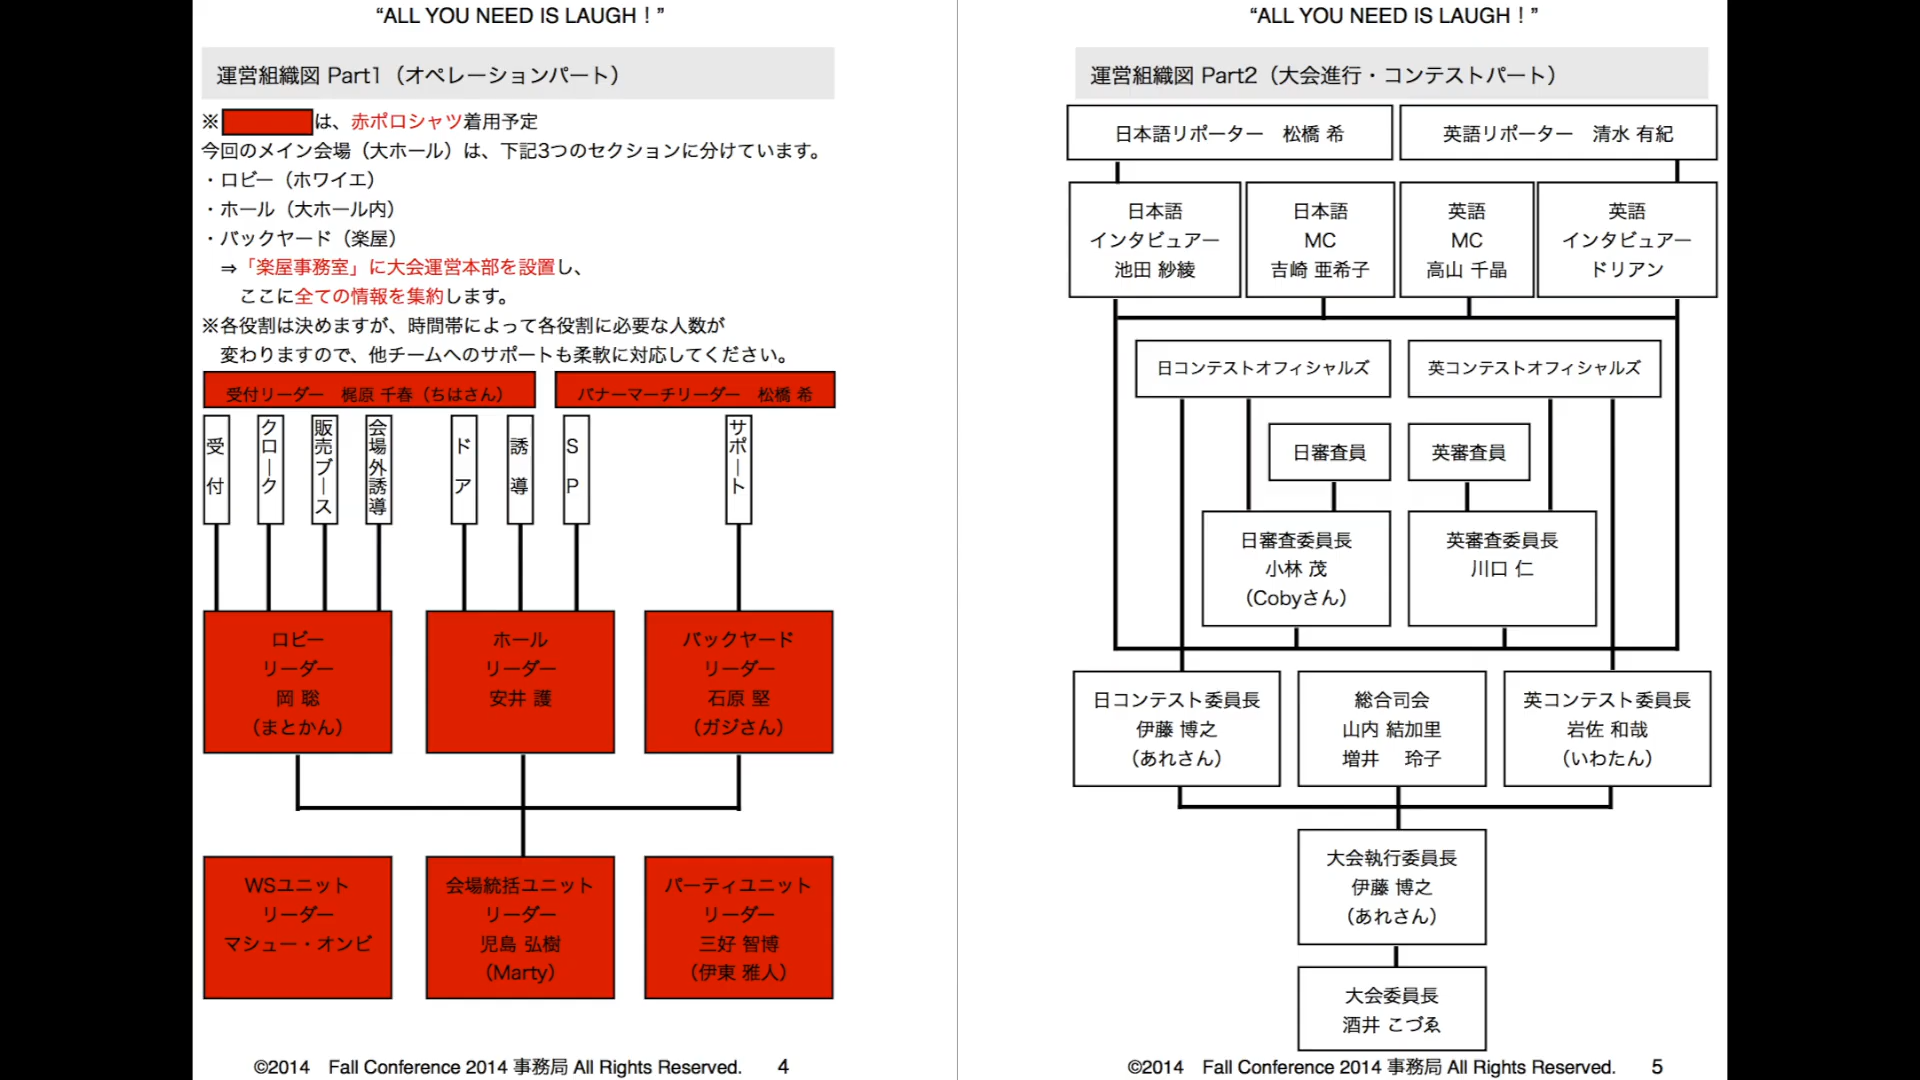 “ALL YOU NEED IS LAUGH！”
運営組織図 Part1（オペレーションパート）
※　　　　　は、赤ポロシャツ着用予定
今回のメイン会場（大ホール）は、下記3つのセクションに分けています。
・ロビー（ホワイエ）
・ホール（大ホール内）
・バックヤード（楽屋）
⇒「楽屋事務室」に大会運営本部を設置し、
ここに全ての情報を集約します。
※各役割は決めますが、時間帯によって各役割に必要な人数が
変わりますので、他チームへのサポートも柔軟に対応してください。
受付リーダー　梶原 千春（ちはさん）
バナーマーチリーダー　松橋 希
受付
クローク
販売ブース
会場外誘導
ドア
誘導
SP
サポート
ロビー
リーダー
岡 聡
（まとかん）
ホール
リーダー
安井 護
バックヤード
リーダー
石原 堅
（ガジさん）
WSユニット
リーダー
マシュー・オンビ
会場統括ユニット
リーダー
児島 弘樹
（Marty）
パーティユニット
リーダー
三好 智博
（伊東 雅人）
©2014　Fall Conference 2014 事務局 All Rights Reserved.　4
“ALL YOU NEED IS LAUGH！”
運営組織図 Part2（大会進行・コンテストパート）
日本語リポーター　松橋 希
英語リポーター　清水 有紀
日本語
インタビュアー
池田 紗綾
日本語
MC
吉崎 亜希子
英語
MC
高山 千晶
英語
インタビュアー
ドリアン
日コンテストオフィシャルズ
英コンテストオフィシャルズ
日審査員
英審査員
日審査委員長
小林 茂
（Cobyさん）
英審査委員長
川口 仁
日コンテスト委員長
伊藤 博之
（あれさん）
総合司会
山内 結加里
増井　玲子
英コンテスト委員長
岩佐 和哉
（いわたん）
大会執行委員長
伊藤 博之
（あれさん）
大会委員長
酒井 こづゑ
©2014　Fall Conference 2014 事務局 All Rights Reserved.　5